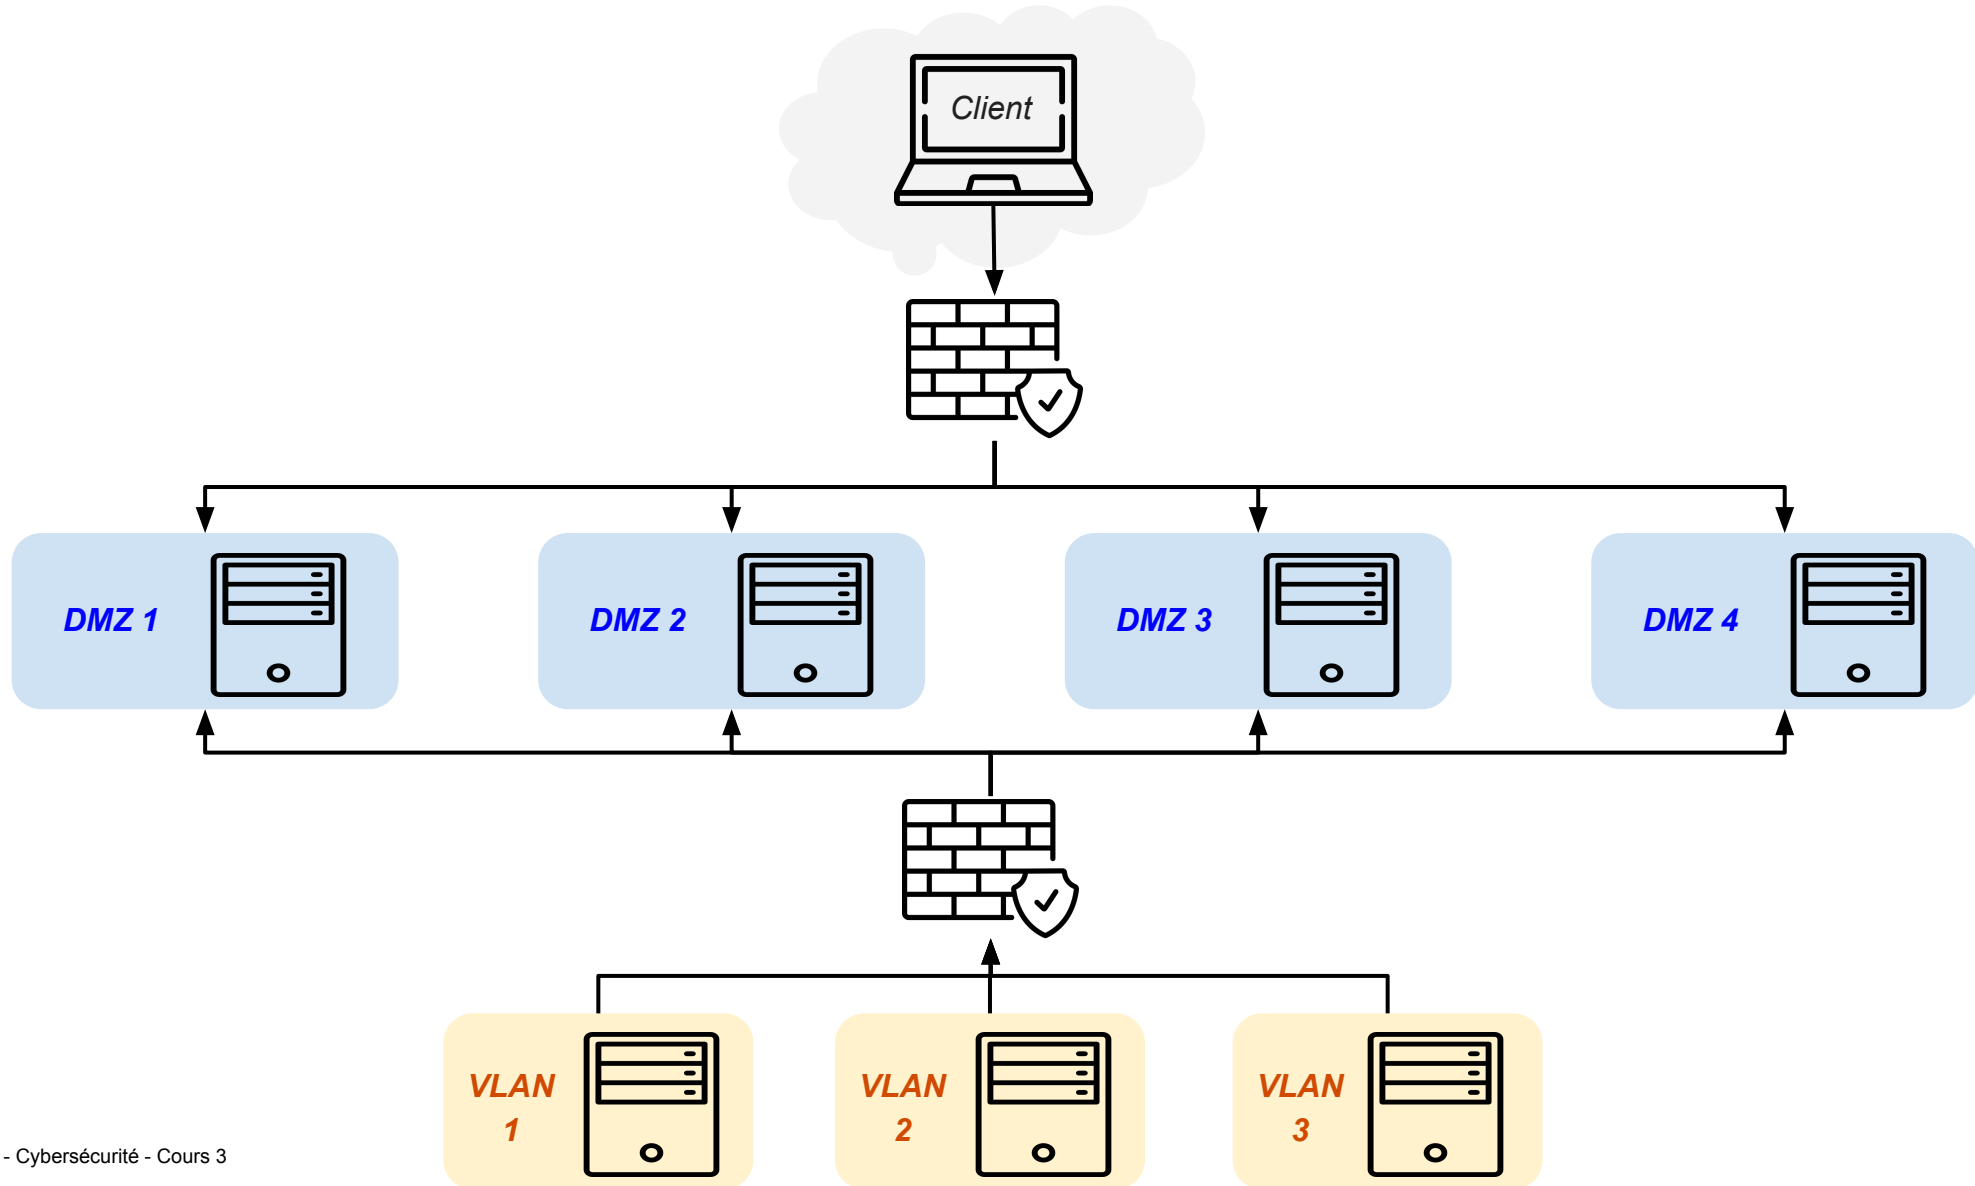 Client
DMZ 1
DMZ 2
DMZ 3
DMZ 4
VLAN
1
VLAN
2
VLAN
3
- Cybersécurité - Cours 3